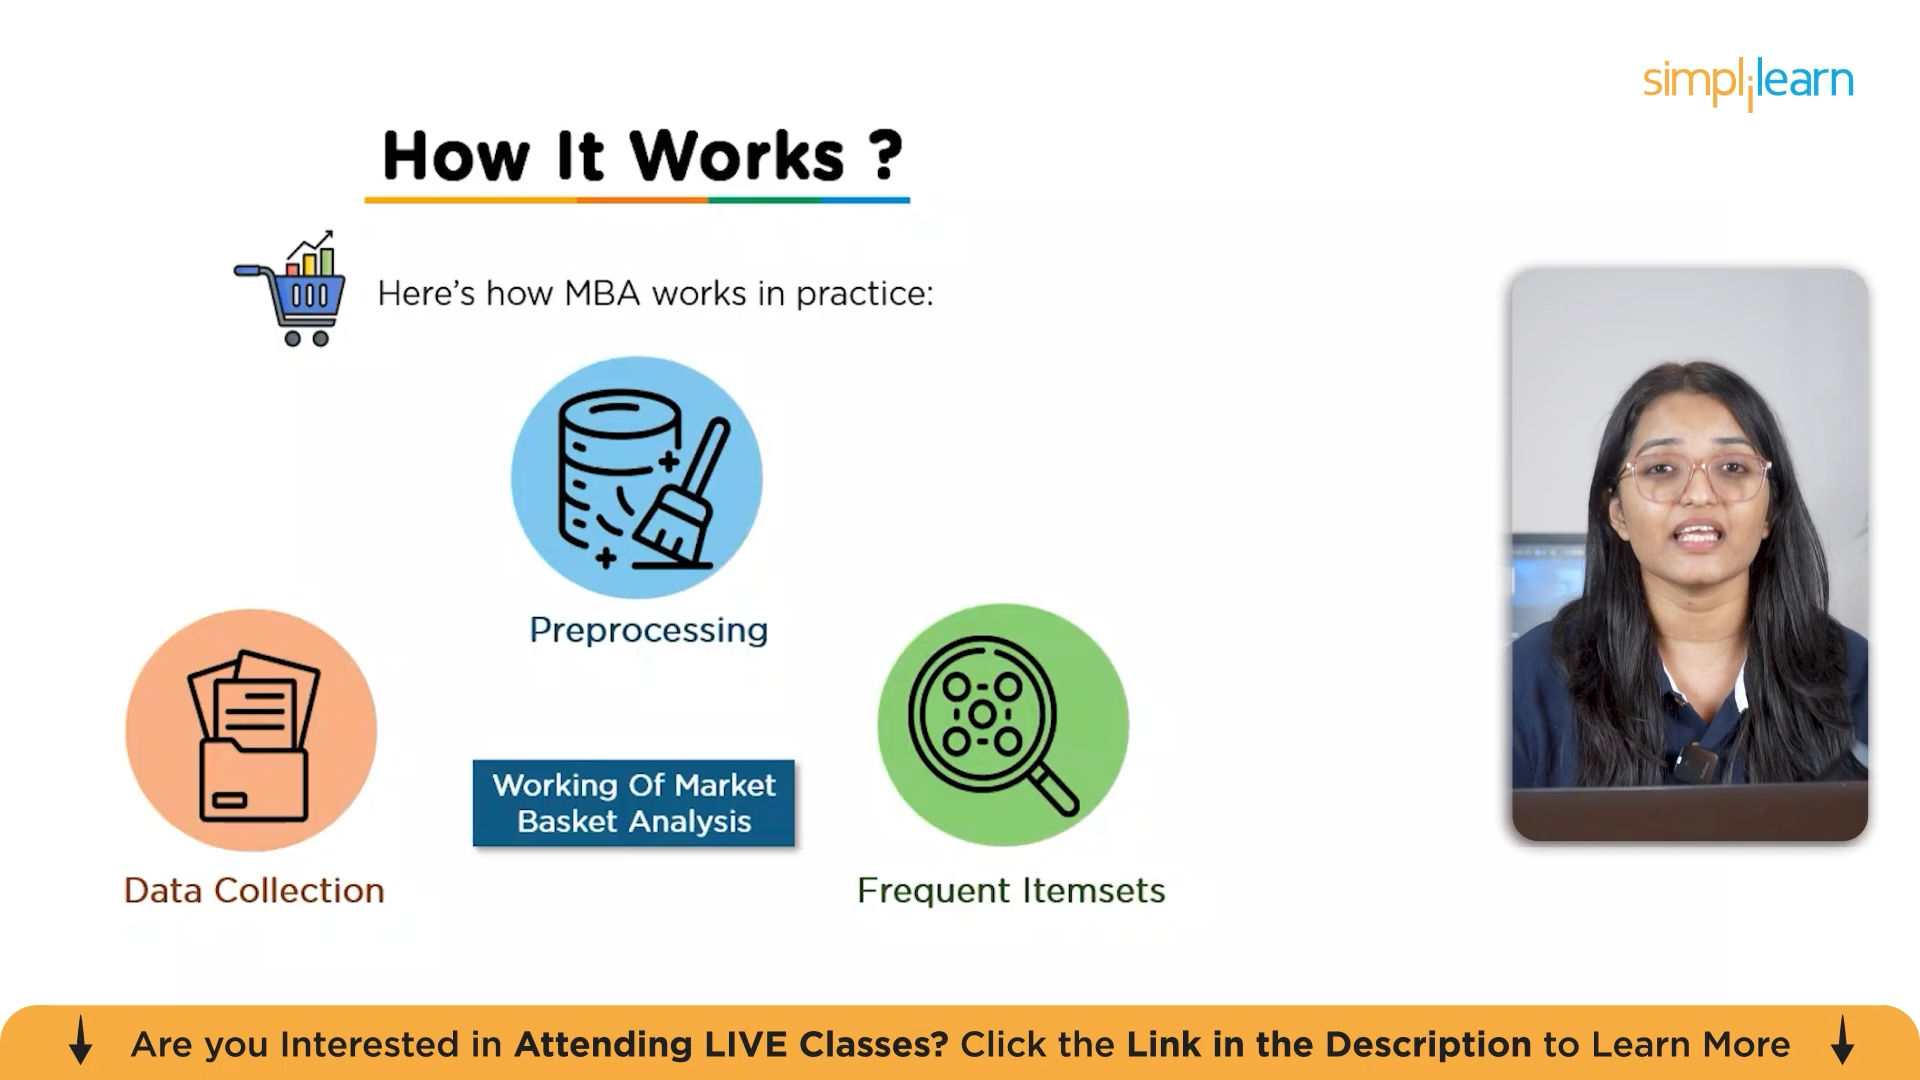 simplilearn
How It Works ?
Here's how MBA works in practice:
Preprocessing
Working Of Market
Basket Analysis
Data Collection
Frequent Itemsets
Are you Interested in Attending LIVE Classes? Click the Link in the Description to Learn More